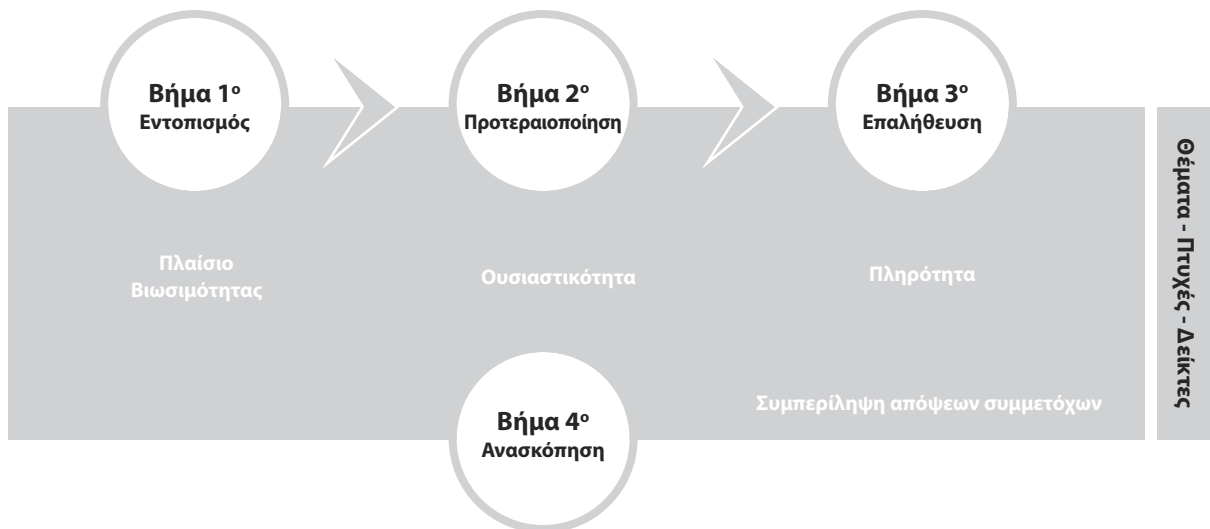 Βήμα 1ο
Εντοπισμός
Βήμα 2ο
Προτεραιοποίηση
Βήμα 3ο
Επαλήθευση
Πλαίσιο
Βιωσιμότητας
Ουσιαστικότητα
Πληρότητα
Θέματα - Πτυχές - Δείκτες
Συμπερίληψη απόψεων συμμετόχων
Βήμα 4ο
Ανασκόπηση